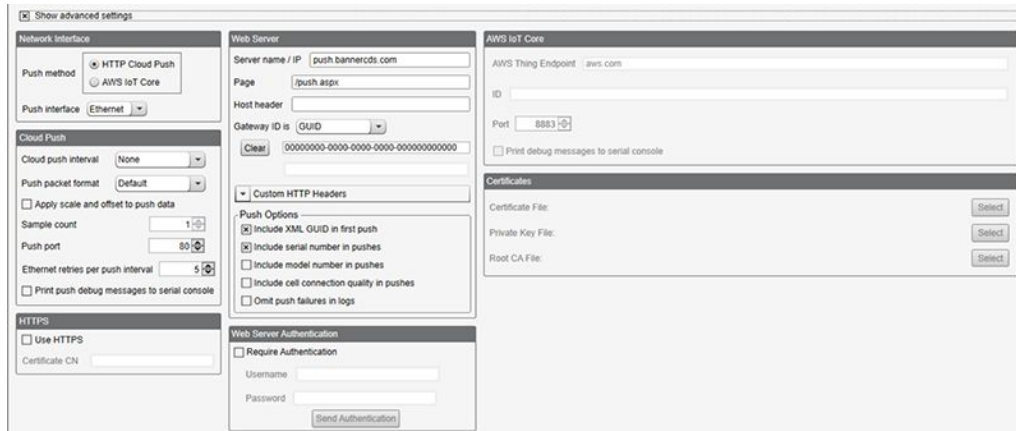 Show advanced settings
Network Interface
Push method
HTTP Cloud Push
AWS IoT Core
Push interface Ethernet
Cloud Push
Cloud push interval None
Push packet format Default
Apply scale and offset to push data
Sample count 1
Push port 80
Ethernet retries per push interval 5
Print push debug messages to serial console
HTTPS
Use HTTPS
Certificate CN
Web Server
Server name / IP push.bannercds.com
Page /push.aspx
Host header
Gateway ID is GUID
Clear 00000000-0000-0000-0000-000000000000
Custom HTTP Headers
Push Options
Include XML GUID in first push
Include serial number in pushes
Include model number in pushes
Include cell connection quality in pushes
Omit push failures in logs
Web Server Authentication
Require Authentication
Username
Password
Send Authentication
AWS IoT Core
AWS Thing Endpoint aws.com
ID
Port 8883
Print debug messages to serial console
Certificates
Certificate File: Select
Private Key File: Select
Root CA File: Select